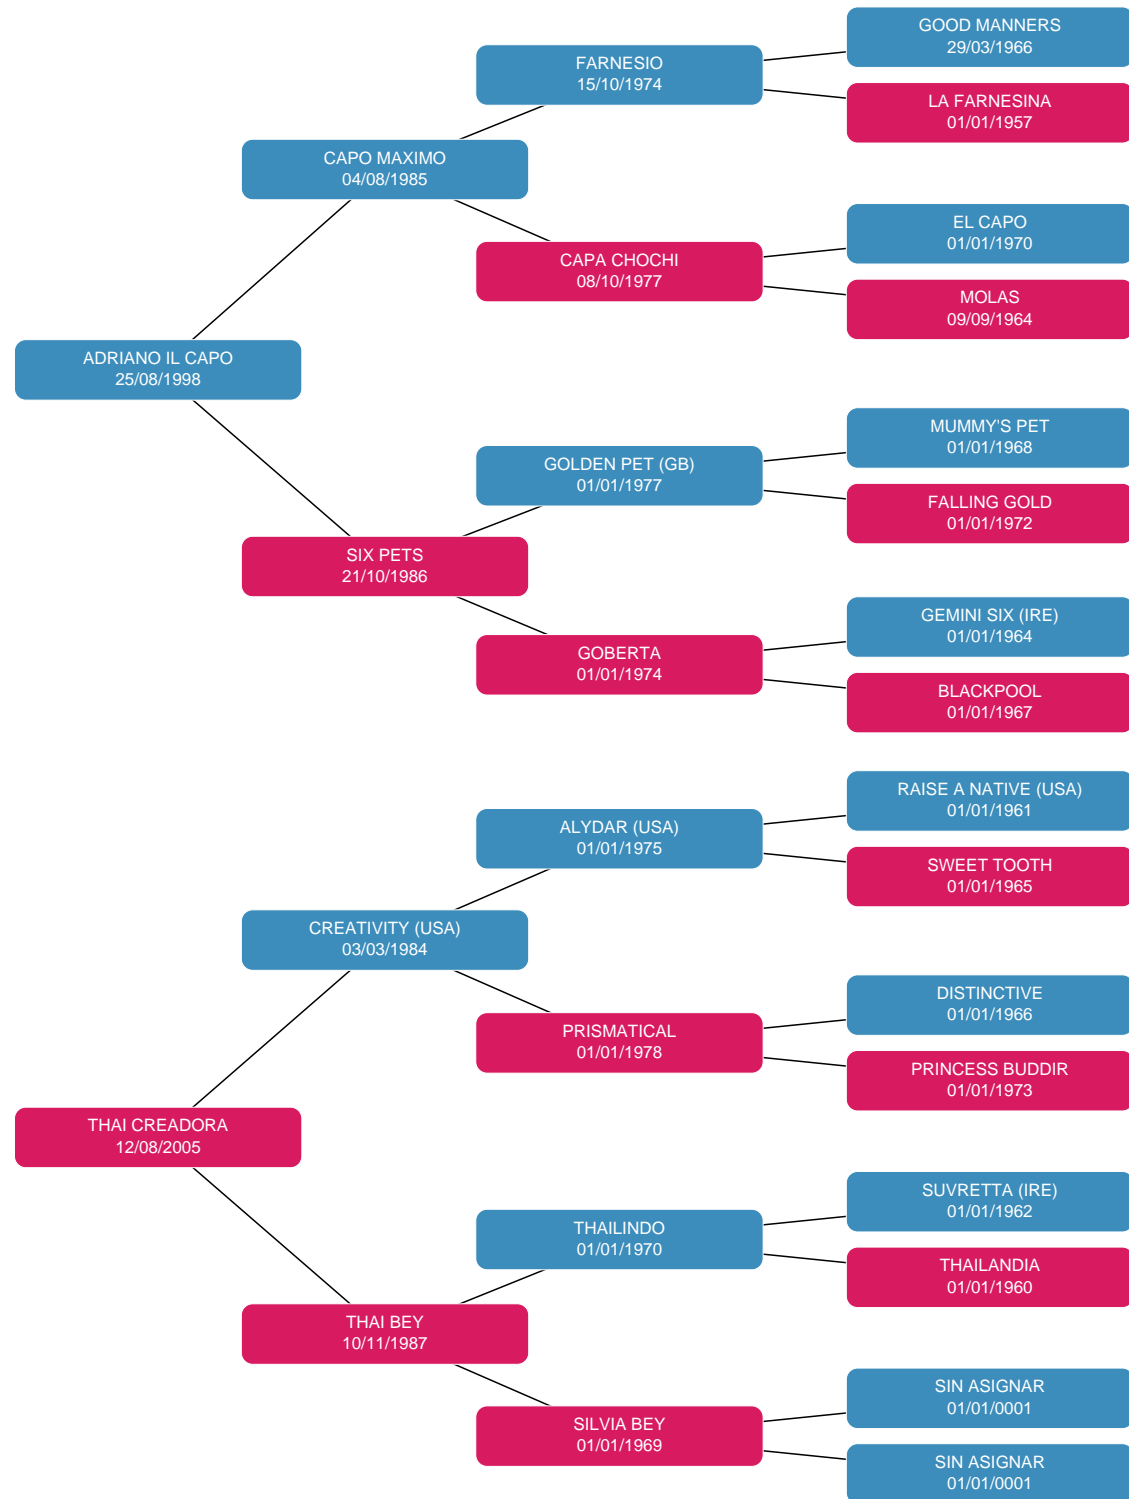 GOOD MANNERS
29/03/1966
FARNESIO
15/10/1974
LA FARNESINA
01/01/1957
CAPO MAXIMO
04/08/1985
EL CAPO
01/01/1970
CAPA CHOCHI
08/10/1977
MOLAS
09/09/1964
ADRIANO IL CAPO
25/08/1998
MUMMY'S PET
01/01/1968
GOLDEN PET (GB)
01/01/1977
FALLING GOLD
01/01/1972
SIX PETS
21/10/1986
GEMINI SIX (IRE)
01/01/1964
GOBERTA
01/01/1974
BLACKPOOL
01/01/1967
RAISE A NATIVE (USA)
01/01/1961
ALYDAR (USA)
01/01/1975
SWEET TOOTH
01/01/1965
CREATIVITY (USA)
03/03/1984
DISTINCTIVE
01/01/1966
PRISMATICAL
01/01/1978
PRINCESS BUDDIR
01/01/1973
THAI CREADORA
12/08/2005
SUVRETTA (IRE)
01/01/1962
THAILINDO
01/01/1970
THAILANDIA
01/01/1960
THAI BEY
10/11/1987
SIN ASIGNAR
01/01/0001
SILVIA BEY
01/01/1969
SIN ASIGNAR
01/01/0001